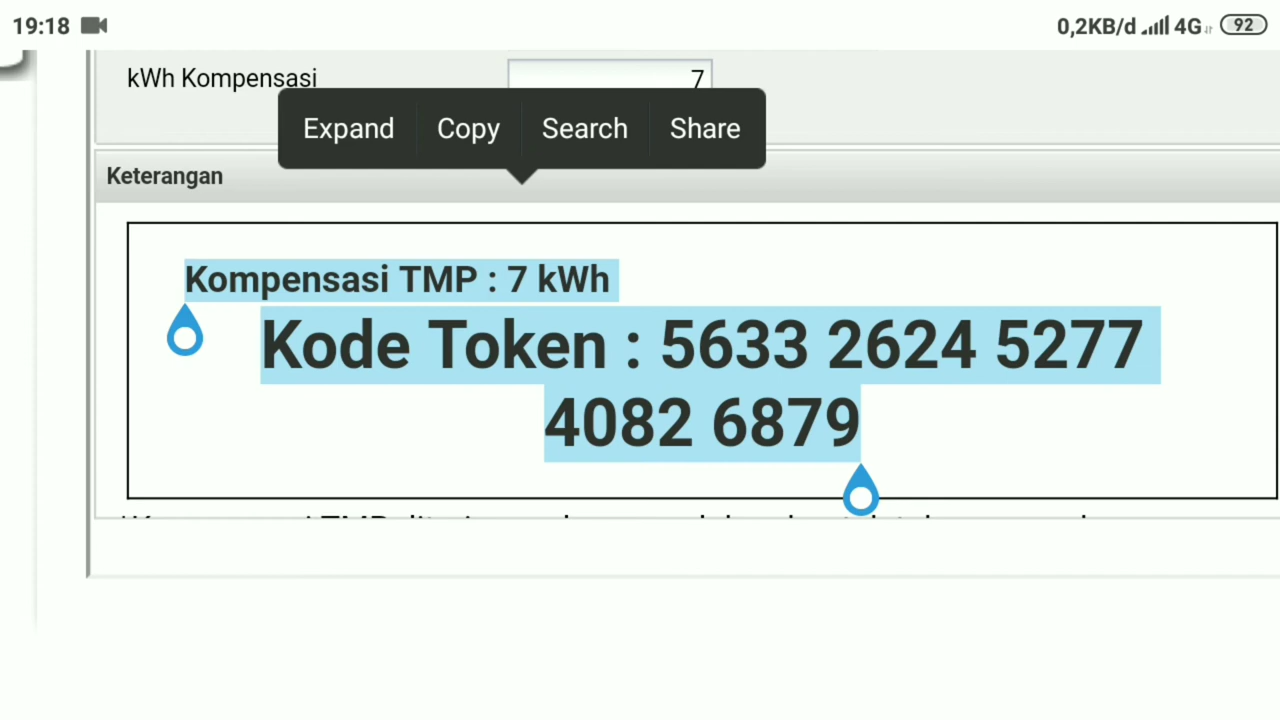 19:18 0,2KB/d 4G 92
kWh Kompensasi 7
Expand Copy Search Share
Keterangan
Kompensasi TMP : 7 kWh
Kode Token : 5633 2624 5277
4082 6879